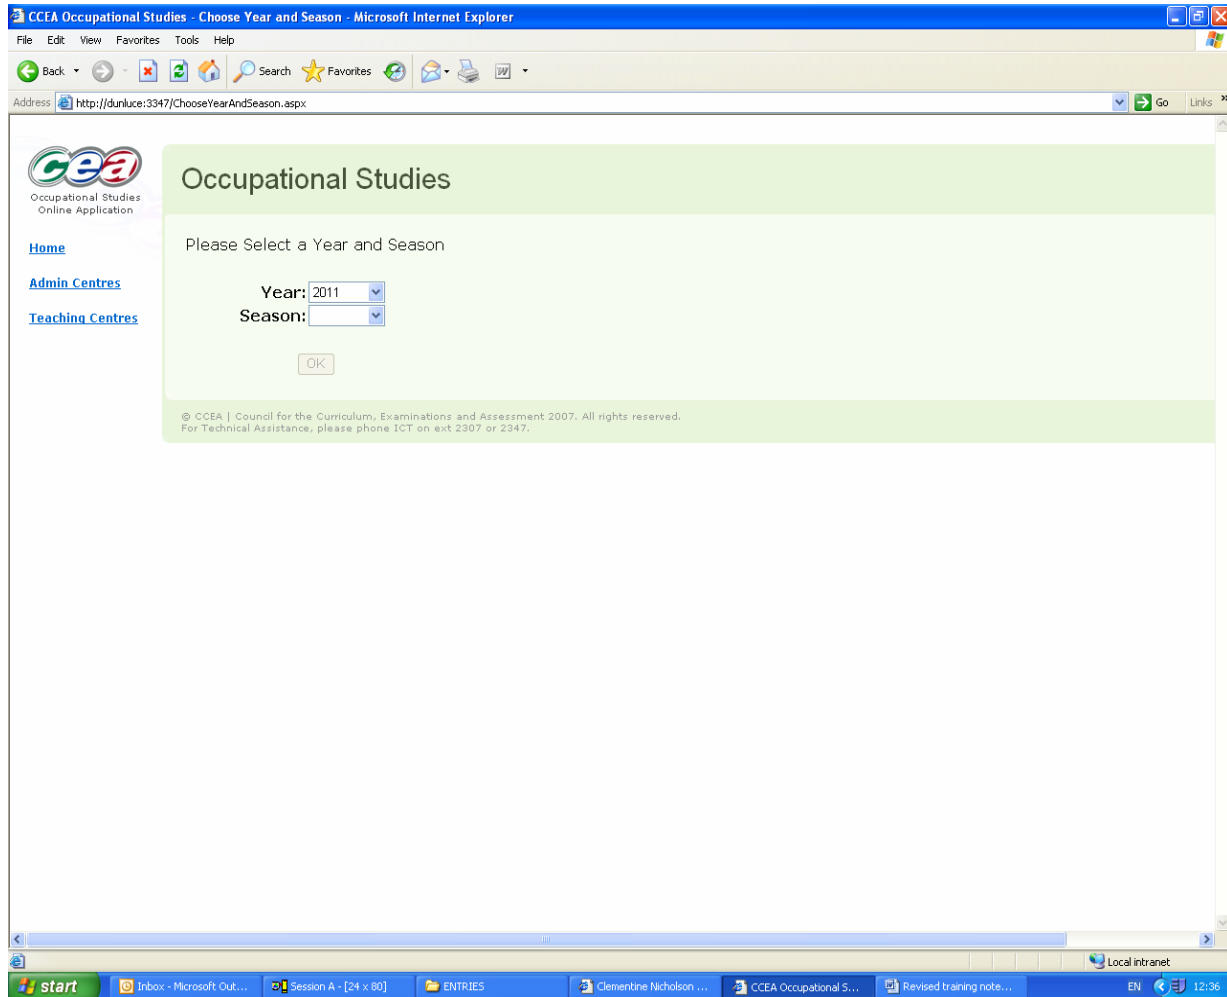 CCEA Occupational Studies - Choose Year and Season - Microsoft Internet Explorer
File Edit View Favorites Tools Help
Back Search Favorites
Address http://dunluce:3347/ChooseYearAndSeason.aspx Go Links »
ccea
Occupational Studies
Online Application
Home
Admin Centres
Teaching Centres
Occupational Studies
Please Select a Year and Season
Year: 2011
Season:
OK
© CCEA | Council for the Curriculum, Examinations and Assessment 2007. All rights reserved.
For Technical Assistance, please phone ICT on ext 2307 or 2347.
Local intranet
start Inbox - Microsoft Out... Session A - [24 x 80] ENTRIES Clementine Nicholson ... CCEA Occupational S... Revised training note... EN 12:36